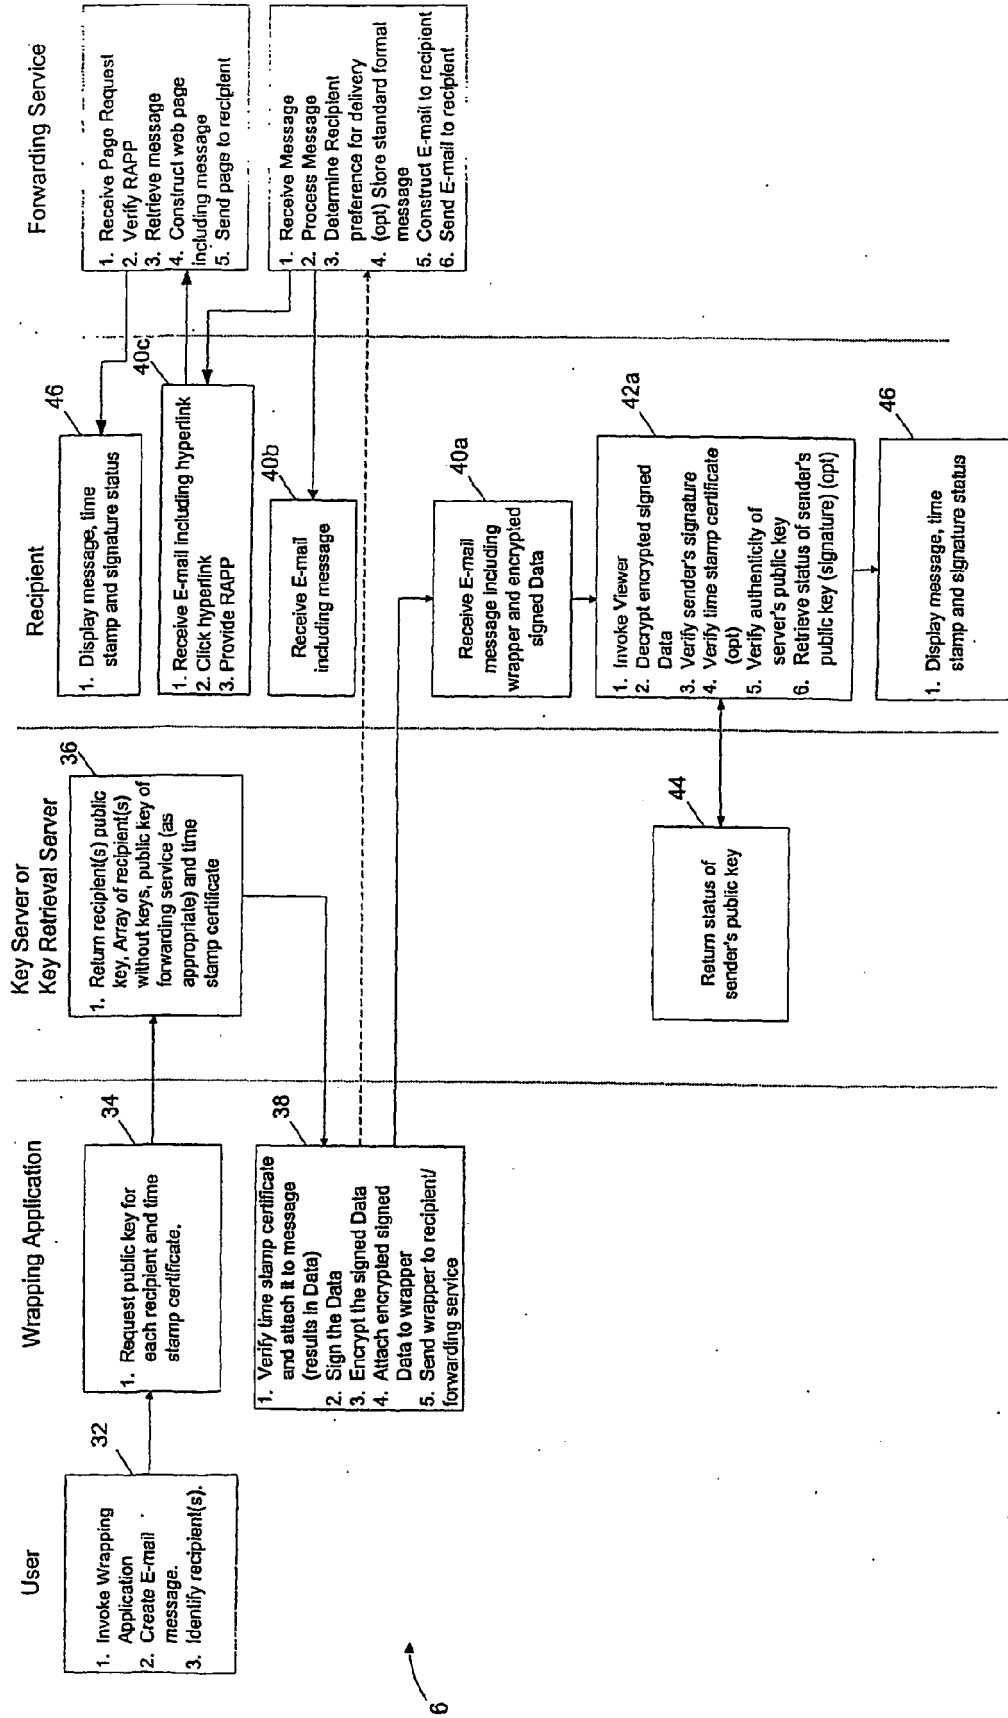 User
Wrapping Application
Key Server or
Key Retrieval Server
Recipient
Forwarding Service
32
1. Invoke Wrapping
Application
2. Create E-mail
message.
3. Identify recipient(s).
34
1. Request public key for
each recipient and time
stamp certificate.
36
1. Return recipient(s) public
key, Array of recipient(s)
without keys, public key of
forwarding service (as
appropriate) and time
stamp certificate
38
1. Verify time stamp certificate
and attach it to message
(results in Data)
2. Sign the Data
3. Encrypt the signed Data
4. Attach encrypted signed
Data to wrapper
5. Send wrapper to recipient/
forwarding service
46
1. Display message, time
stamp and signature status
40c
1. Receive E-mail including hyperlink
2. Click hyperlink
3. Provide RAPP
40b
Receive E-mail
including message
40a
Receive E-mail
message including
wrapper and encrypted
signed Data
42a
1. Invoke Viewer
2. Decrypt encrypted signed
Data
3. Verify sender's signature
4. Verify time stamp certificate
(opt)
5. Verify authenticity of
server's public key
6. Retrieve status of sender's
public key (signature) (opt)
44
Return status of
sender's public key
46
1. Display message, time
stamp and signature status
1. Receive Page Request
2. Verify RAPP
3. Retrieve message
4. Construct web page
including message
5. Send page to recipient
1. Receive Message
2. Process Message
3. Determine Recipient
preference for delivery
4. (opt) Store standard formal
message
5. Construct E-mail to recipient
6. Send E-mail to recipient
6